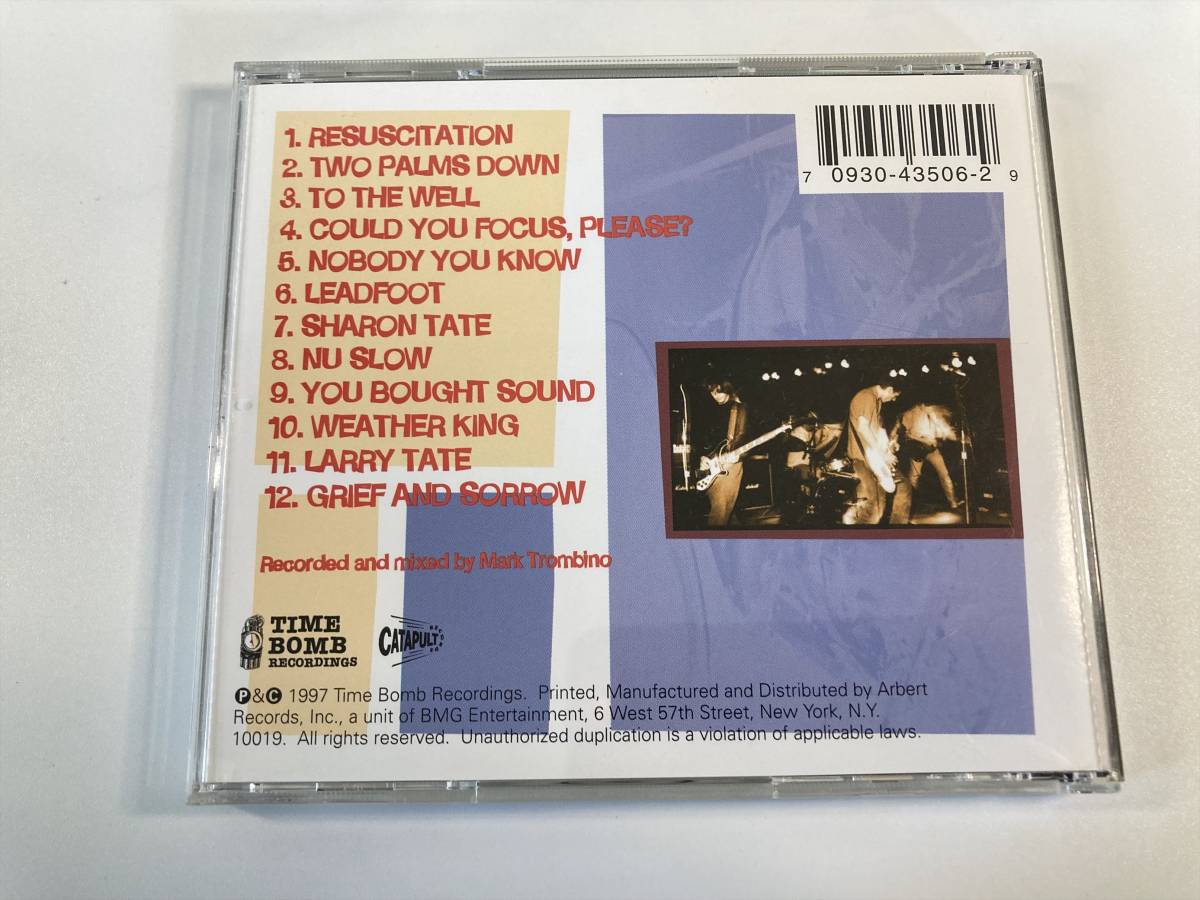 1. RESUSCITATION
2. TWO PALMS DOWN
3. TO THE WELL
4. COULD YOU FOCUS, PLEASE?
5. NOBODY YOU KNOW
6. LEADFOOT
7. SHARON TATE
8. NU SLOW
9. YOU BOUGHT SOUND
10. WEATHER KING
11. LARRY TATE
12. GRIEF AND SORROW
Recorded and mixed by Mark Trombino
TIME
BOMB
RECORDINGS
CATAPULT
RECORDS
℗&© 1997 Time Bomb Recordings. Printed, Manufactured and Distributed by Arbert
Records, Inc., a unit of BMG Entertainment, 6 West 57th Street, New York, N.Y.
10019. All rights reserved. Unauthorized duplication is a violation of applicable laws.
7 0930-43506-2 9